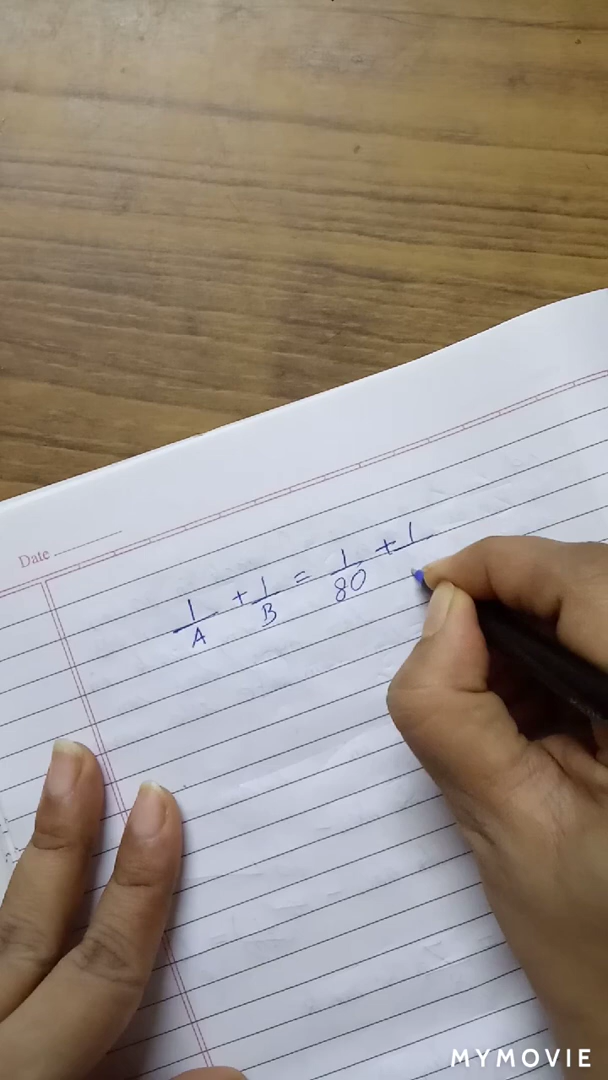 Date
1/A + 1/B = 1/80 + 1/
MYMOVIE